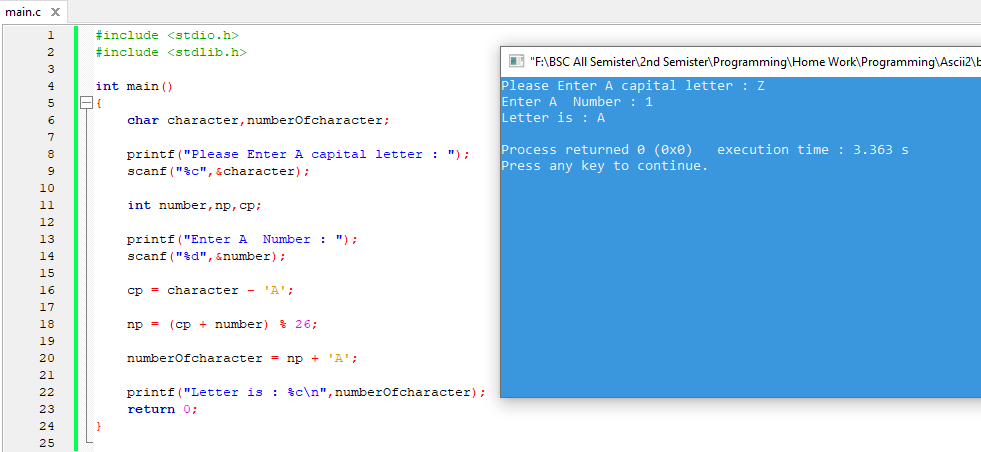 main.c X
1 #include <stdio.h>
2 #include <stdlib.h>
3
4 int main()
5 {
6 char character,numberOfcharacter;
7
8 printf("Please Enter A capital letter : ");
9 scanf("%c",&character);
10
11 int number,np,cp;
12
13 printf("Enter A  Number : ");
14 scanf("%d",&number);
15
16 cp = character - 'A';
17
18 np = (cp + number) % 26;
19
20 numberOfcharacter = np + 'A';
21
22 printf("Letter is : %c\n",numberOfcharacter);
23 return 0;
24 }
25
"F:\BSC All Semister\2nd Semister\Programming\Home Work\Programming\Ascii2\b
Please Enter A capital letter : Z
Enter A  Number : 1
Letter is : A
Process returned 0 (0x0)   execution time : 3.363 s
Press any key to continue.